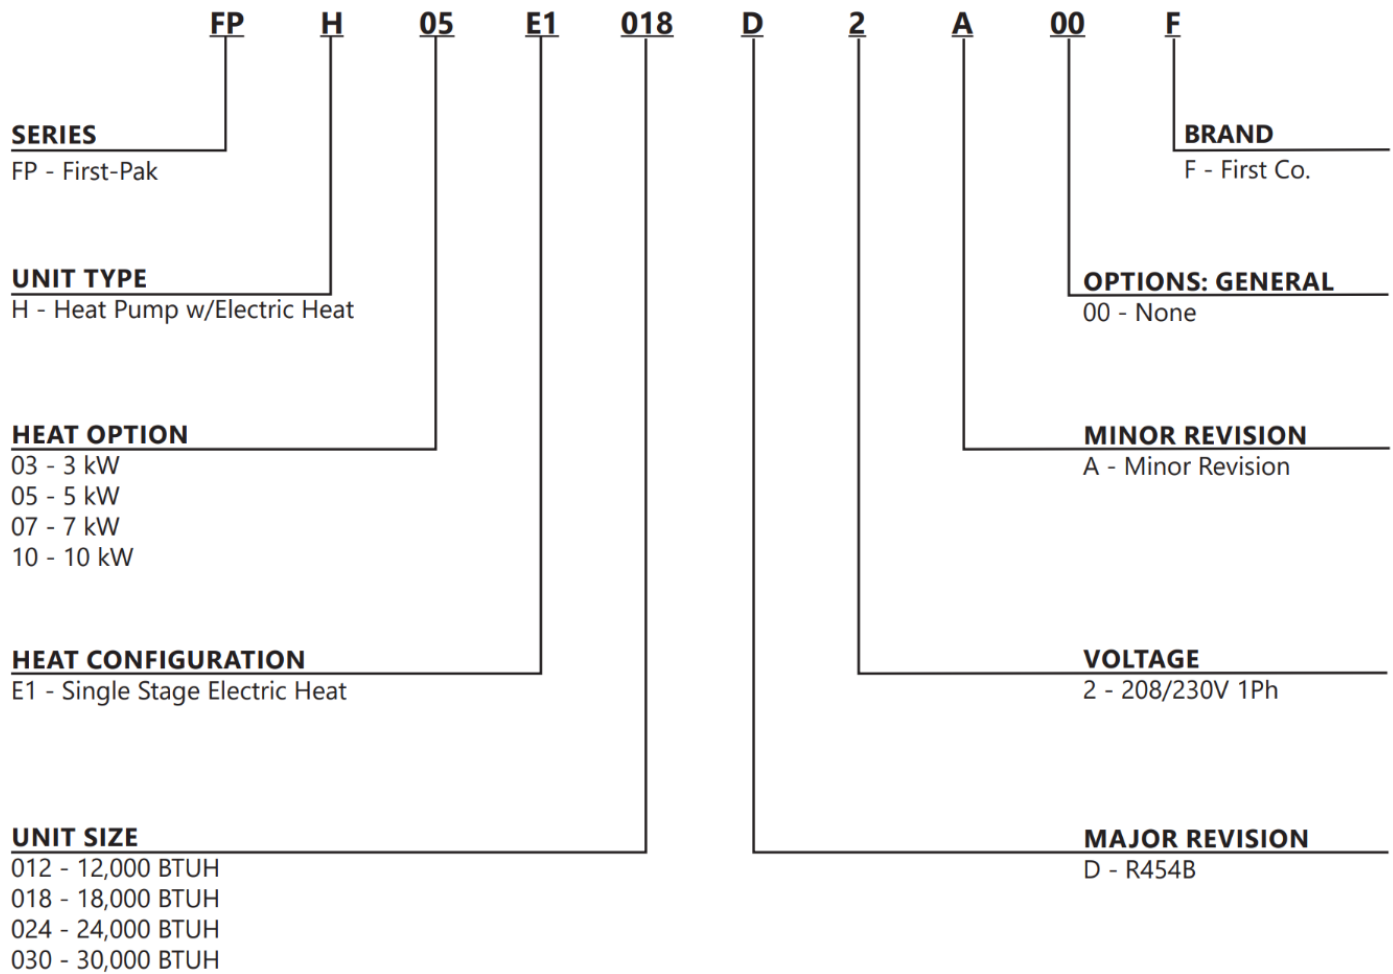 FP H 05 E1 018 D 2 A 00 F
SERIES
FP - First-Pak
UNIT TYPE
H - Heat Pump w/Electric Heat
HEAT OPTION
03 - 3 kW
05 - 5 kW
07 - 7 kW
10 - 10 kW
HEAT CONFIGURATION
E1 - Single Stage Electric Heat
UNIT SIZE
012 - 12,000 BTUH
018 - 18,000 BTUH
024 - 24,000 BTUH
030 - 30,000 BTUH
BRAND
F - First Co.
OPTIONS: GENERAL
00 - None
MINOR REVISION
A - Minor Revision
VOLTAGE
2 - 208/230V 1Ph
MAJOR REVISION
D - R454B